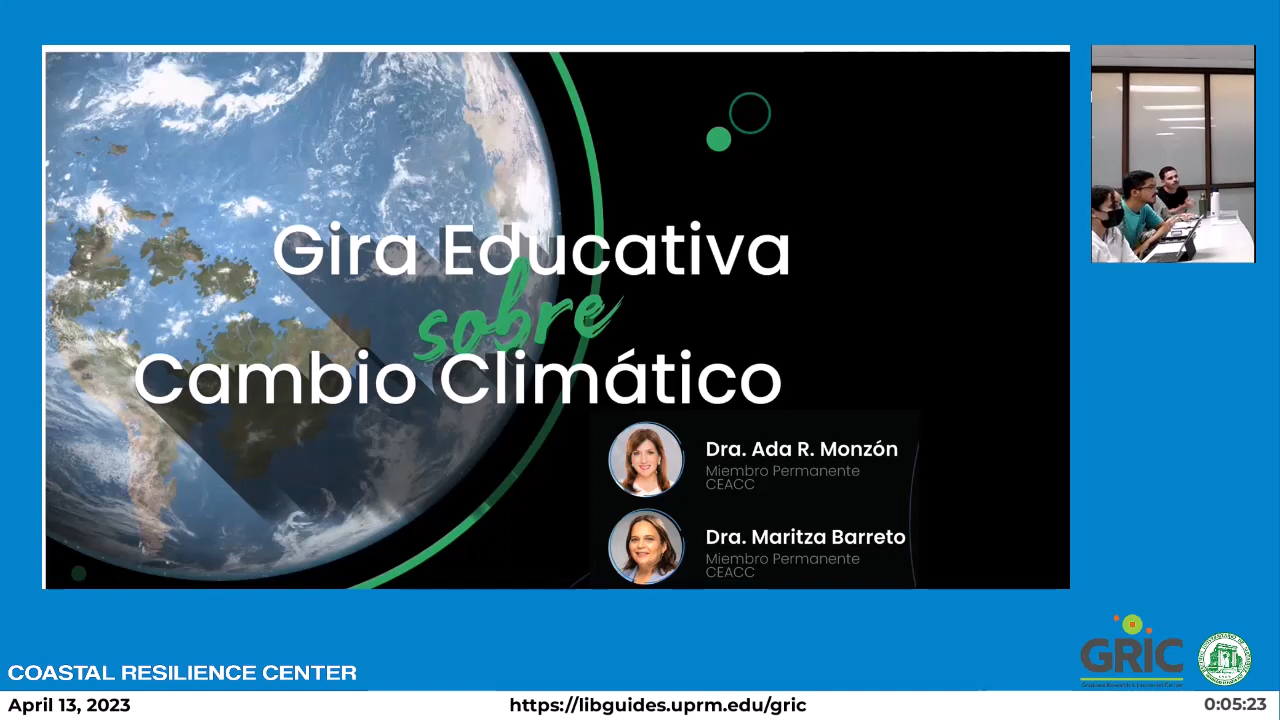 Gira Educativa
sobre
Cambio Climático
Dra. Ada R. Monzón
Miembro Permanente
CEACC
Dra. Maritza Barreto
Miembro Permanente
CEACC
GRIC
COASTAL RESILIENCE CENTER
April 13, 2023
https://libguides.uprm.edu/gric
0:05:23